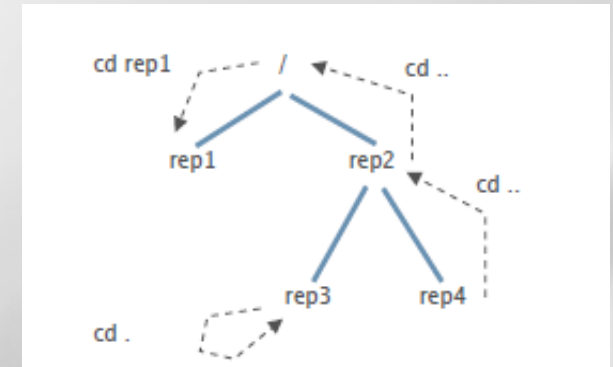 cd rep1 / cd ..
rep1 rep2
cd ..
rep3 rep4
cd .